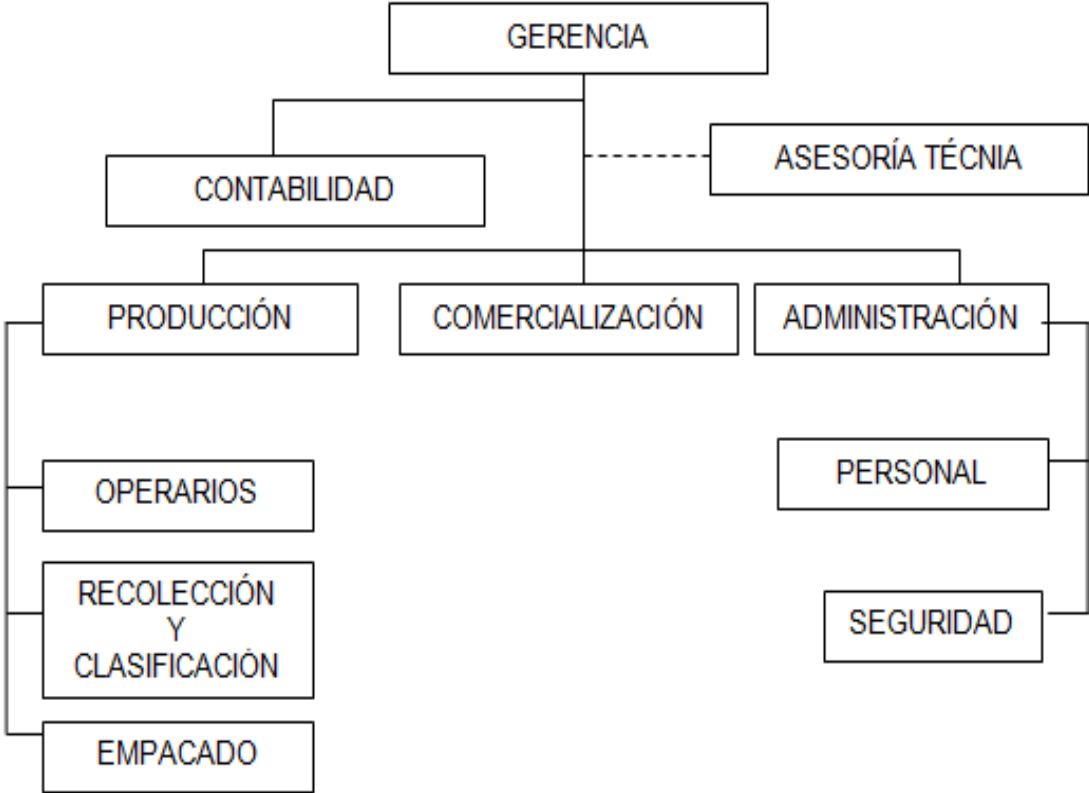 GERENCIA
ASESORÍA TÉCNIA
CONTABILIDAD
PRODUCCIÓN
COMERCIALIZACIÓN
ADMINISTRACIÓN
OPERARIOS
RECOLECCIÓN
Y
CLASIFICACIÓN
EMPACADO
PERSONAL
SEGURIDAD